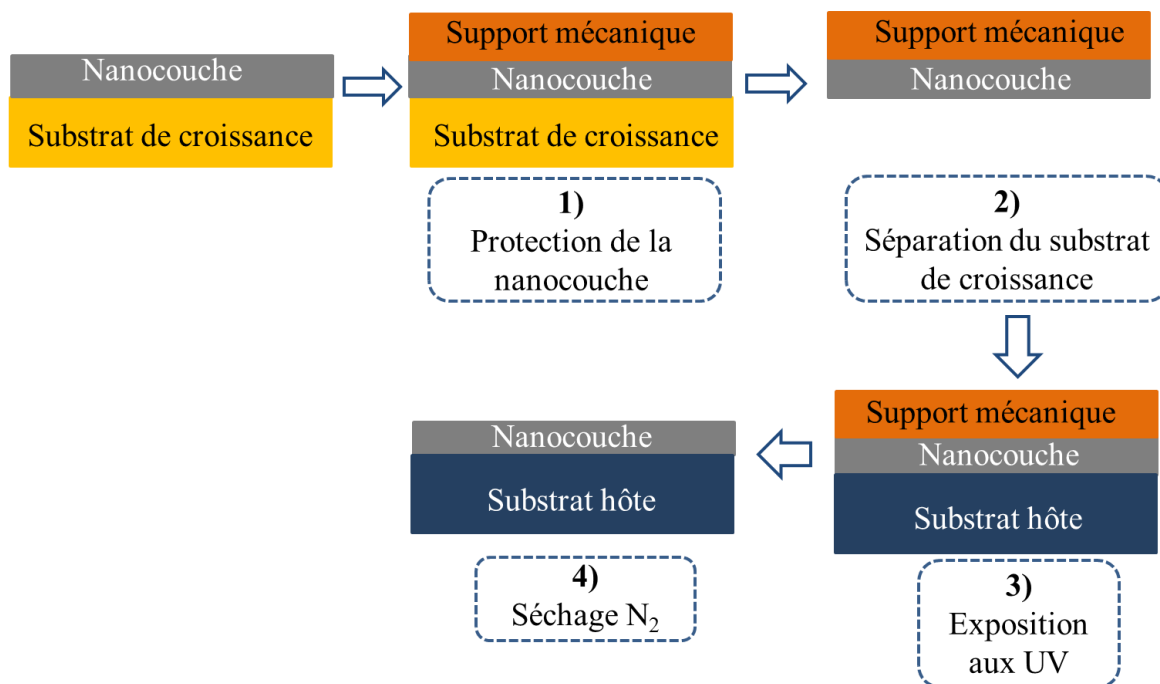 Nanocouche
Substrat de croissance
Support mécanique
Nanocouche
Substrat de croissance
1)
Protection de la
nanocouche
Support mécanique
Nanocouche
2)
Séparation du substrat
de croissance
Support mécanique
Nanocouche
Substrat hôte
3)
Exposition
aux UV
Nanocouche
Substrat hôte
4)
Séchage N₂